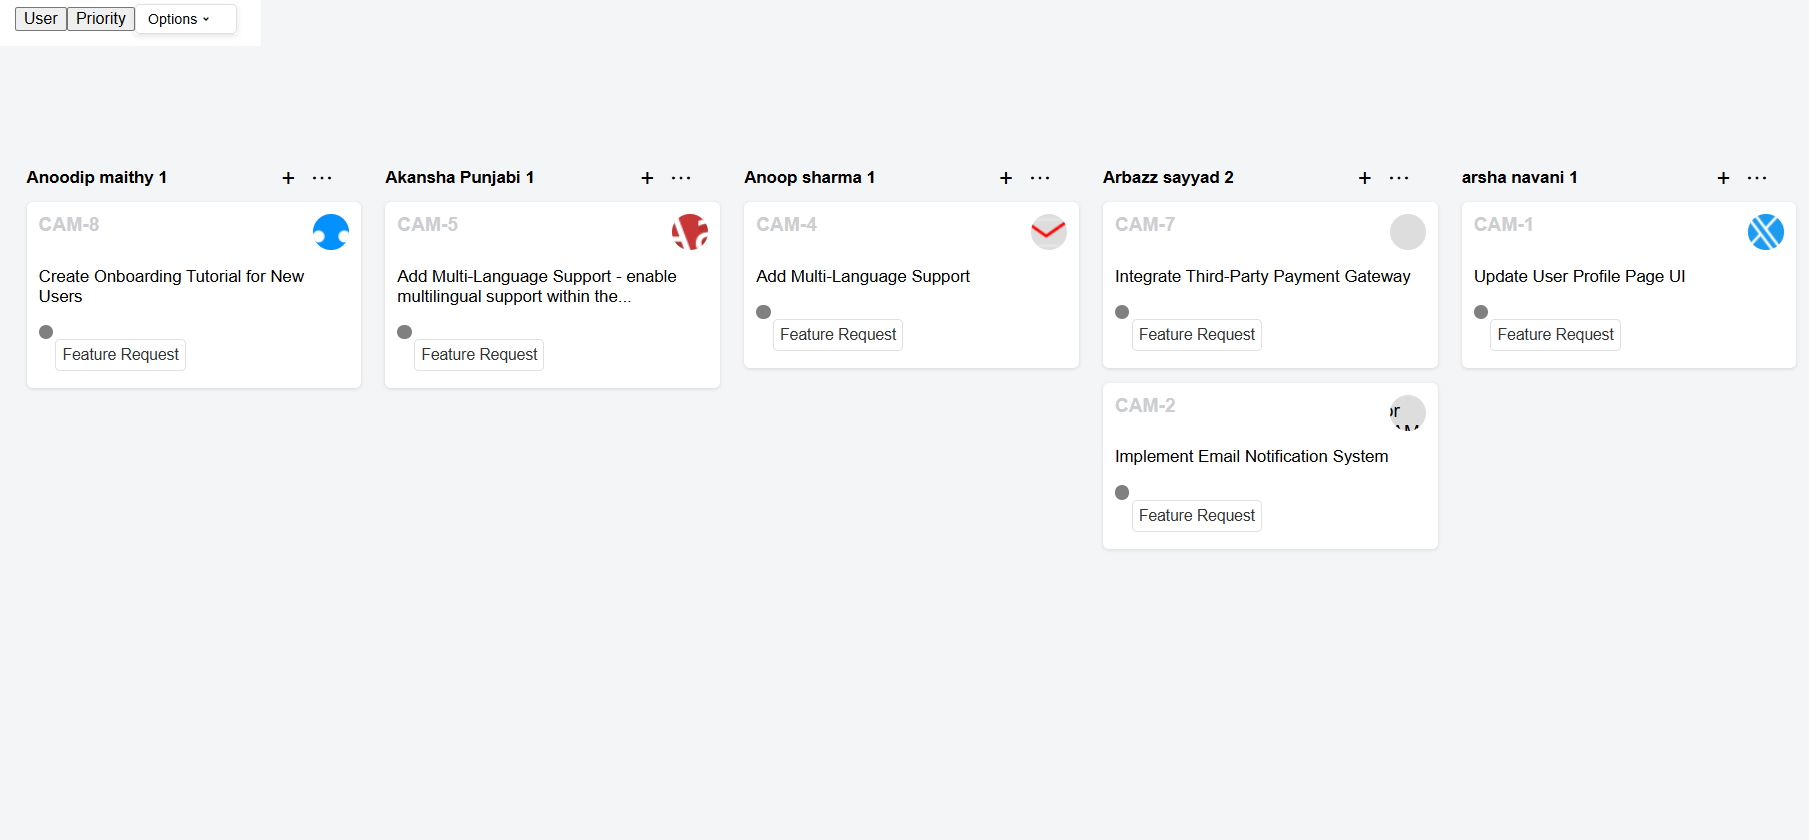 User Priority Options
Anoodip maithy 1 + ...
CAM-8
Create Onboarding Tutorial for New
Users
Feature Request
Akansha Punjabi 1 + ...
CAM-5
Add Multi-Language Support - enable
multilingual support within the...
Feature Request
Anoop sharma 1 + ...
CAM-4
Add Multi-Language Support
Feature Request
Arbazz sayyad 2 + ...
CAM-7
Integrate Third-Party Payment Gateway
Feature Request
CAM-2
Implement Email Notification System
Feature Request
arsha navani 1 + ...
CAM-1
Update User Profile Page UI
Feature Request